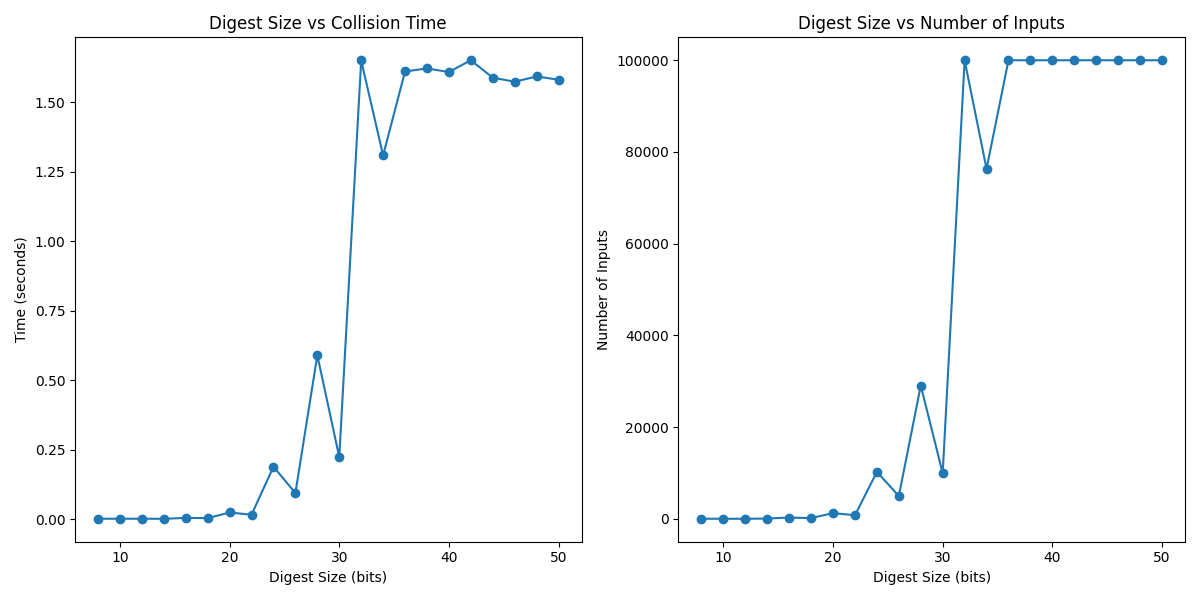 Digest Size vs Collision Time
Time (seconds)
1.50
1.25
1.00
0.75
0.50
0.25
0.00
10 20 30 40 50
Digest Size (bits)
Digest Size vs Number of Inputs
Number of Inputs
100000
80000
60000
40000
20000
0
10 20 30 40 50
Digest Size (bits)